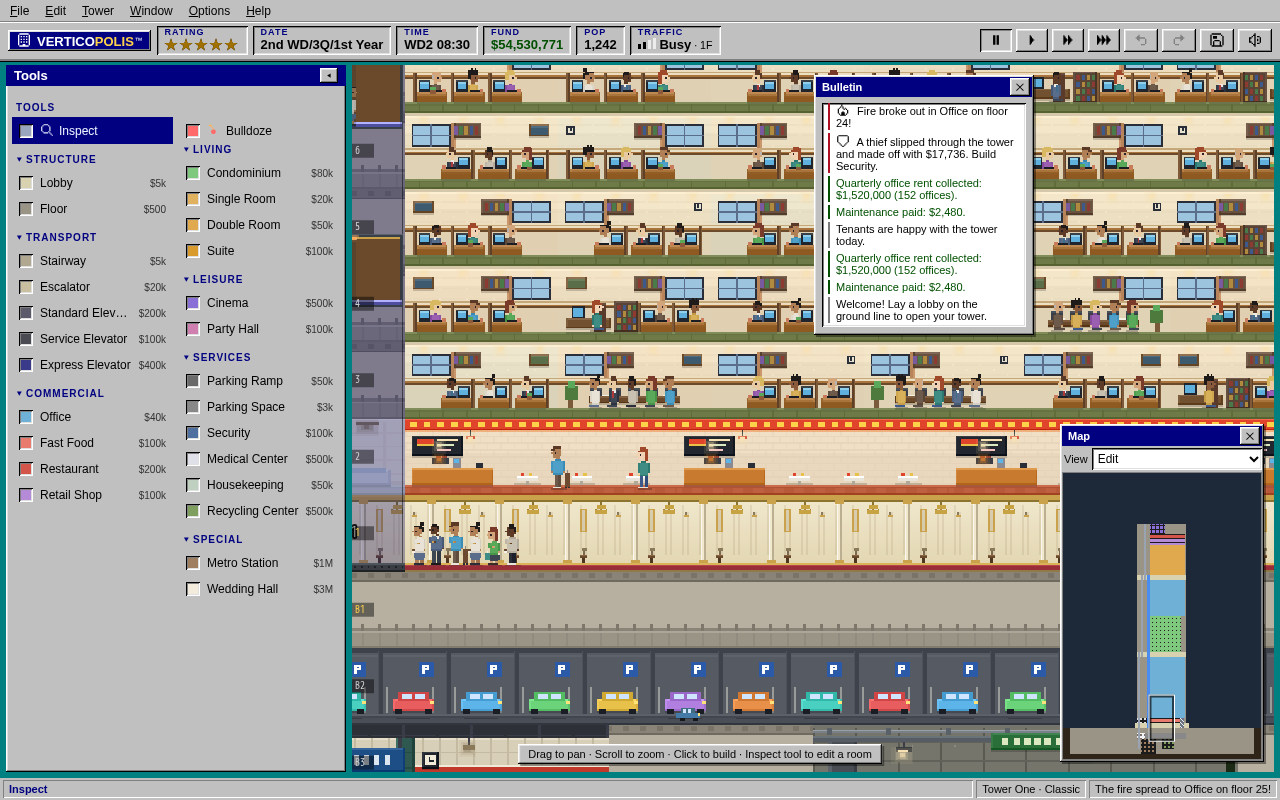 File Edit Tower Window Options Help
VERTICOPOLIS™
RATING
DATE
2nd WD/3Q/1st Year
TIME
WD2 08:30
FUND
$54,530,771
POP
1,242
TRAFFIC
Busy · 1F
Tools
TOOLS
Inspect
Bulldoze
STRUCTURE
Lobby $5k
Floor $500
TRANSPORT
Stairway $5k
Escalator $20k
Standard Elev… $200k
Service Elevator $100k
Express Elevator $400k
COMMERCIAL
Office $40k
Fast Food $100k
Restaurant $200k
Retail Shop $100k
LIVING
Condominium $80k
Single Room $20k
Double Room $50k
Suite $100k
LEISURE
Cinema $500k
Party Hall $100k
SERVICES
Parking Ramp $50k
Parking Space $3k
Security $100k
Medical Center $500k
Housekeeping $50k
Recycling Center $500k
SPECIAL
Metro Station $1M
Wedding Hall $3M
6
5
4
3
2
B1
B2
B3
P P P P P P P P P P
Bulletin
Fire broke out in Office on floor
24!
A thief slipped through the tower
and made off with $17,736. Build
Security.
Quarterly office rent collected:
$1,520,000 (152 offices).
Maintenance paid: $2,480.
Tenants are happy with the tower
today.
Quarterly office rent collected:
$1,520,000 (152 offices).
Maintenance paid: $2,480.
Welcome! Lay a lobby on the
ground line to open your tower.
Map
View Edit
Drag to pan · Scroll to zoom · Click to build · Inspect tool to edit a room
Inspect
Tower One · Classic
The fire spread to Office on floor 25!